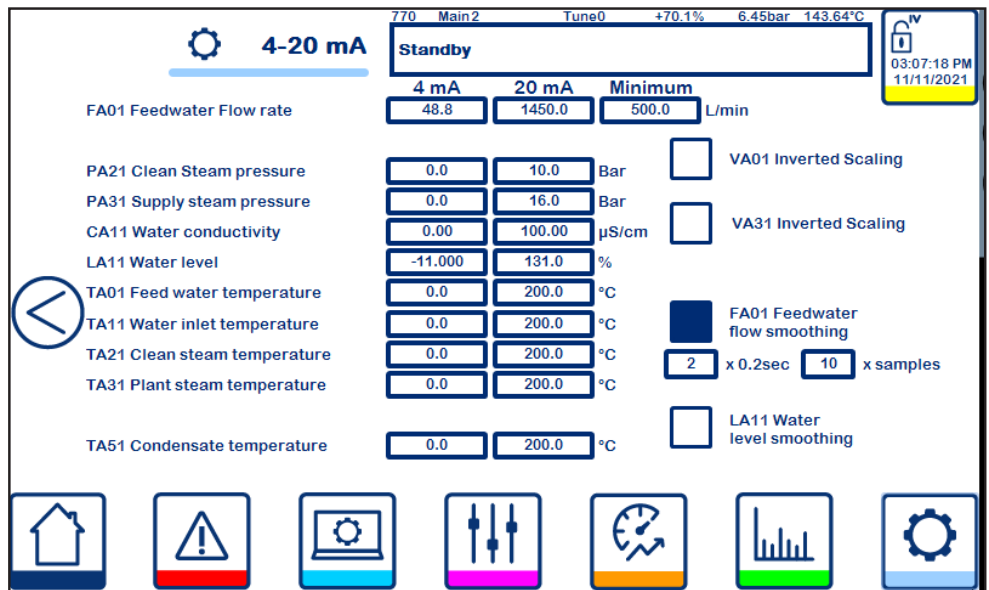 770 Main2 Tune0 +70.1% 6.45bar 143.64°C
4-20 mA
Standby
IV
03:07:18 PM
11/11/2021
4 mA 20 mA Minimum
FA01 Feedwater Flow rate 48.8 1450.0 500.0 L/min
PA21 Clean Steam pressure 0.0 10.0 Bar
VA01 Inverted Scaling
PA31 Supply steam pressure 0.0 16.0 Bar
CA11 Water conductivity 0.00 100.00 µS/cm
VA31 Inverted Scaling
LA11 Water level -11.000 131.0 %
TA01 Feed water temperature 0.0 200.0 °C
TA11 Water inlet temperature 0.0 200.0 °C
FA01 Feedwater
flow smoothing
TA21 Clean steam temperature 0.0 200.0 °C
2 x 0.2sec 10 x samples
TA31 Plant steam temperature 0.0 200.0 °C
LA11 Water
level smoothing
TA51 Condensate temperature 0.0 200.0 °C